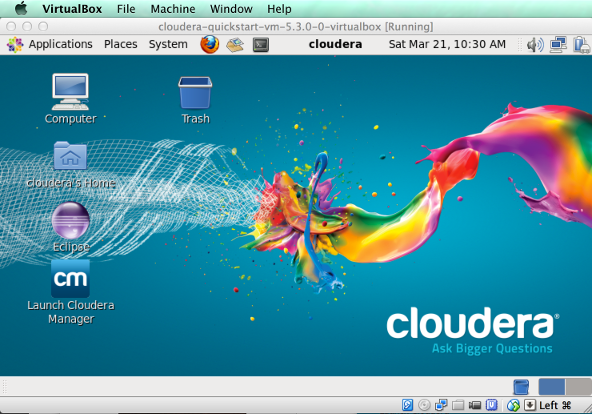 VirtualBox File Machine Window Help
cloudera-quickstart-vm-5.3.0-0-virtualbox [Running]
Applications Places System cloudera Sat Mar 21, 10:30 AM
Computer
Trash
cloudera's Home
Eclipse
cm
Launch Cloudera
Manager
cloudera®
Ask Bigger Questions
Left ⌘